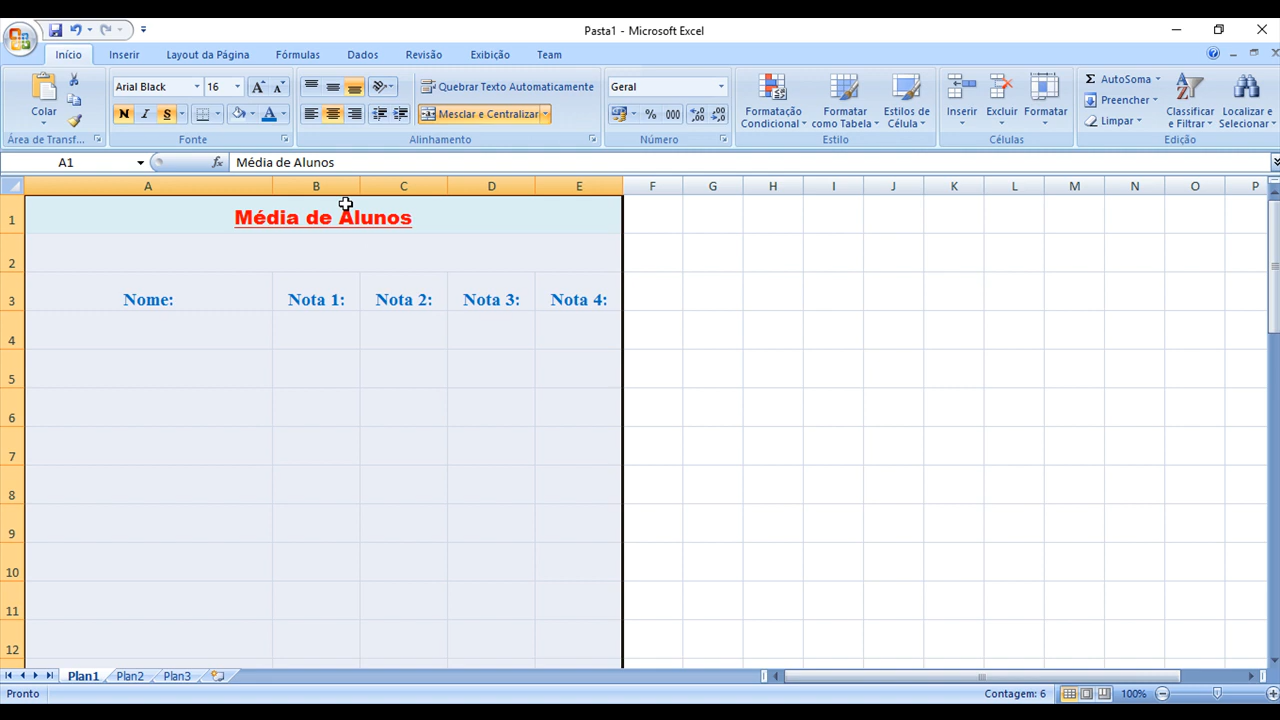 Pasta1 - Microsoft Excel
Início Inserir Layout da Página Fórmulas Dados Revisão Exibição Team
Colar
Área de Transf...
Arial Black 16
N I S
Fonte
Quebrar Texto Automaticamente
Mesclar e Centralizar
Alinhamento
Geral
% 000
Número
Formatação Condicional
Formatar como Tabela
Estilos de Célula
Estilo
Inserir Excluir Formatar
Células
AutoSoma
Preencher
Limpar
Classificar e Filtrar
Localizar e Selecionar
Edição
A1 fx Média de Alunos
A B C D E F G H I J K L M N O P
1 Média de Alunos
2
3 Nome: Nota 1: Nota 2: Nota 3: Nota 4:
4
5
6
7
8
9
10
11
12
Plan1 Plan2 Plan3
Pronto Contagem: 6 100%